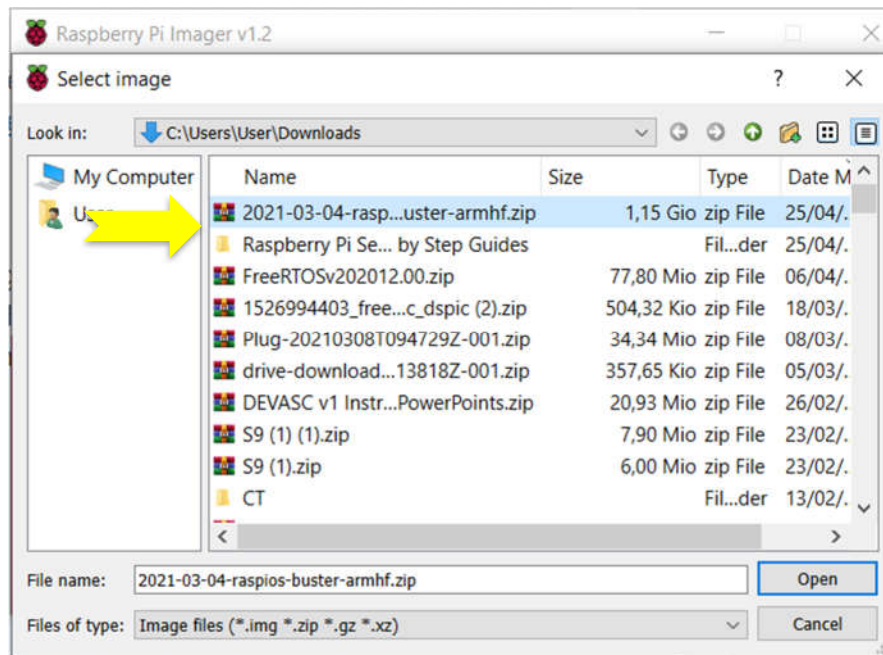 Raspberry Pi Imager v1.2
Select image
Look in: C:\Users\User\Downloads
My Computer
Name Size Type Date M
2021-03-04-rasp...uster-armhf.zip 1,15 Gio zip File 25/04/.
Raspberry Pi Se... by Step Guides Fil...der 25/04/.
FreeRTOSv202012.00.zip 77,80 Mio zip File 06/04/.
1526994403_free...c_dspic (2).zip 504,32 Kio zip File 18/03/.
Plug-20210308T094729Z-001.zip 34,34 Mio zip File 08/03/.
drive-download...13818Z-001.zip 357,65 Kio zip File 05/03/.
DEVASC v1 Instr...PowerPoints.zip 20,93 Mio zip File 26/02/.
S9 (1) (1).zip 7,90 Mio zip File 23/02/.
S9 (1).zip 6,00 Mio zip File 23/02/.
CT Fil...der 13/02/.
File name: 2021-03-04-raspios-buster-armhf.zip Open
Files of type: Image files (*.img *.zip *.gz *.xz) Cancel